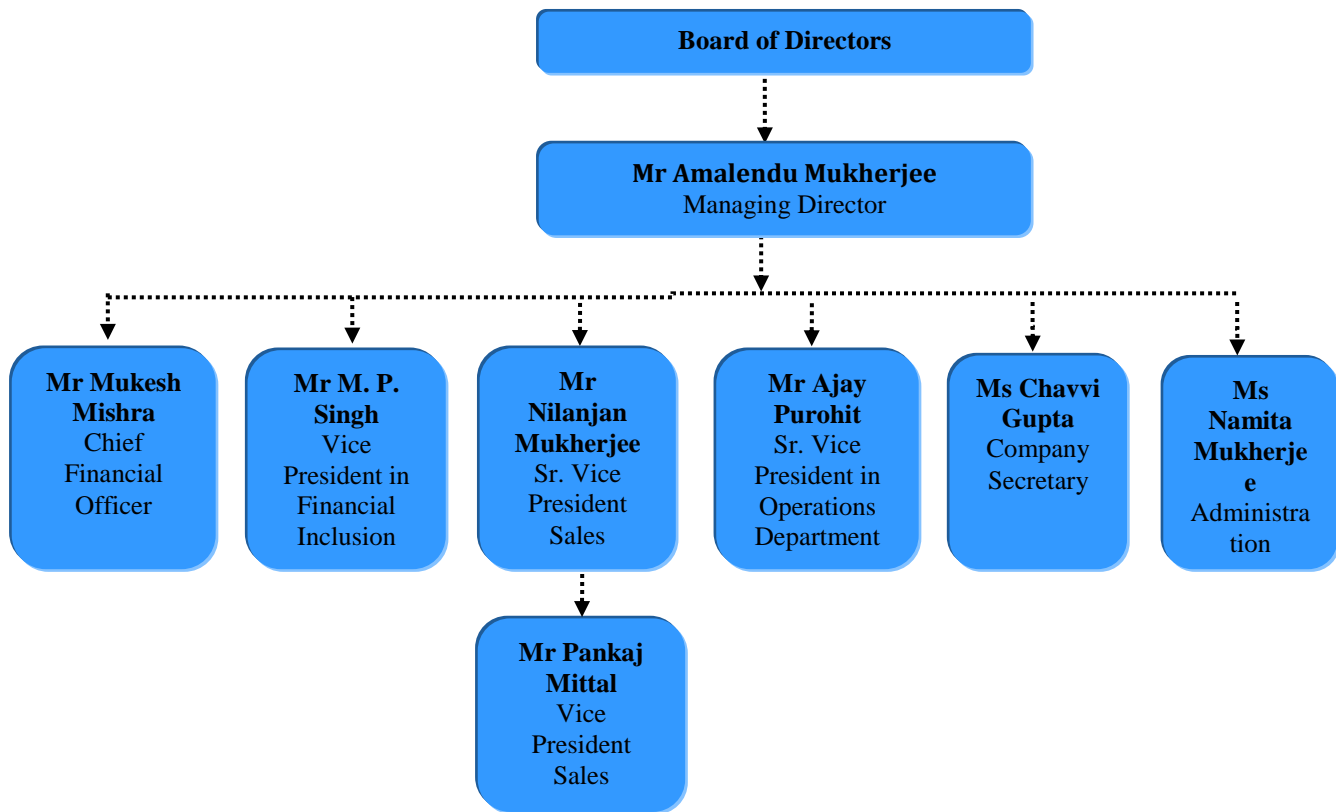 Board of Directors
Mr Amalendu Mukherjee
Managing Director
Mr Mukesh
Mishra
Chief
Financial
Officer
Mr M. P.
Singh
Vice
President in
Financial
Inclusion
Mr
Nilanjan
Mukherjee
Sr. Vice
President
Sales
Mr Ajay
Purohit
Sr. Vice
President in
Operations
Department
Ms Chavvi
Gupta
Company
Secretary
Ms
Namita
Mukherje
e
Administra
tion
Mr Pankaj
Mittal
Vice
President
Sales